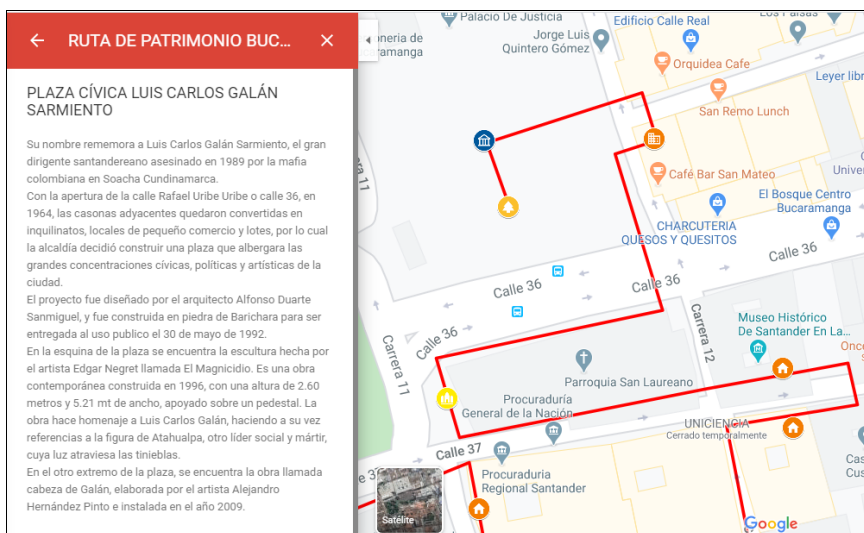 RUTA DE PATRIMONIO BUC...
PLAZA CÍVICA LUIS CARLOS GALÁN
SARMIENTO
Su nombre rememora a Luis Carlos Galán Sarmiento, el gran
dirigente santandereano asesinado en 1989 por la mafia
colombiana en Soacha Cundinamarca.
Con la apertura de la calle Rafael Uribe Uribe o calle 36, en
1964, las casonas adyacentes quedaron convertidas en
inquilinatos, locales de pequeño comercio y lotes, por lo cual
la alcaldía decidió construir una plaza que albergara las
grandes concentraciones cívicas, políticas y artísticas de la
ciudad.
El proyecto fue diseñado por el arquitecto Alfonso Duarte
Sanmiguel, y fue construida en piedra de Barichara para ser
entregada al uso publico el 30 de mayo de 1992.
En la esquina de la plaza se encuentra la escultura hecha por
el artista Edgar Negret llamada El Magnicidio. Es una obra
contemporánea construida en 1996, con una altura de 2.60
metros y 5.21 mt de ancho, apoyado sobre un pedestal. La
obra hace homenaje a Luis Carlos Galán, haciendo a su vez
referencias a la figura de Atahualpa, otro líder social y mártir,
cuya luz atraviesa las tinieblas.
En el otro extremo de la plaza, se encuentra la obra llamada
cabeza de Galán, elaborada por el artista Alejandro
Hernández Pinto e instalada en el año 2009.
Palacio De Justicia
onería de
aramanga
Jorge Luis
Quintero Gómez
Edificio Calle Real
Orquidea Cafe
Leyer libr
San Remo Lunch
Café Bar San Mateo
Unive
El Bosque Centro
Bucaramanga
CHARCUTERIA
QUESOS Y QUESITOS
Calle 36
Calle 36
Calle 36
Carrera 11
Carrera 12
Museo Histórico
De Santander En La...
Parroquia San Laureano
Procuraduría
General de la Nación
UNICIENCIA
Cerrado temporalmente
Calle 37
Procuraduria
Regional Santander
Cas
Cus
Satélite
Google